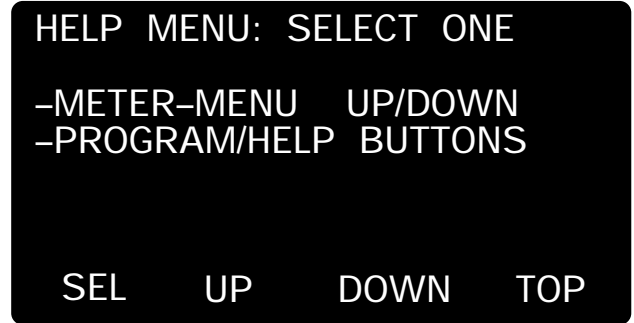 HELP MENU: SELECT ONE
–METER–MENU UP/DOWN
–PROGRAM/HELP BUTTONS
SEL UP DOWN TOP